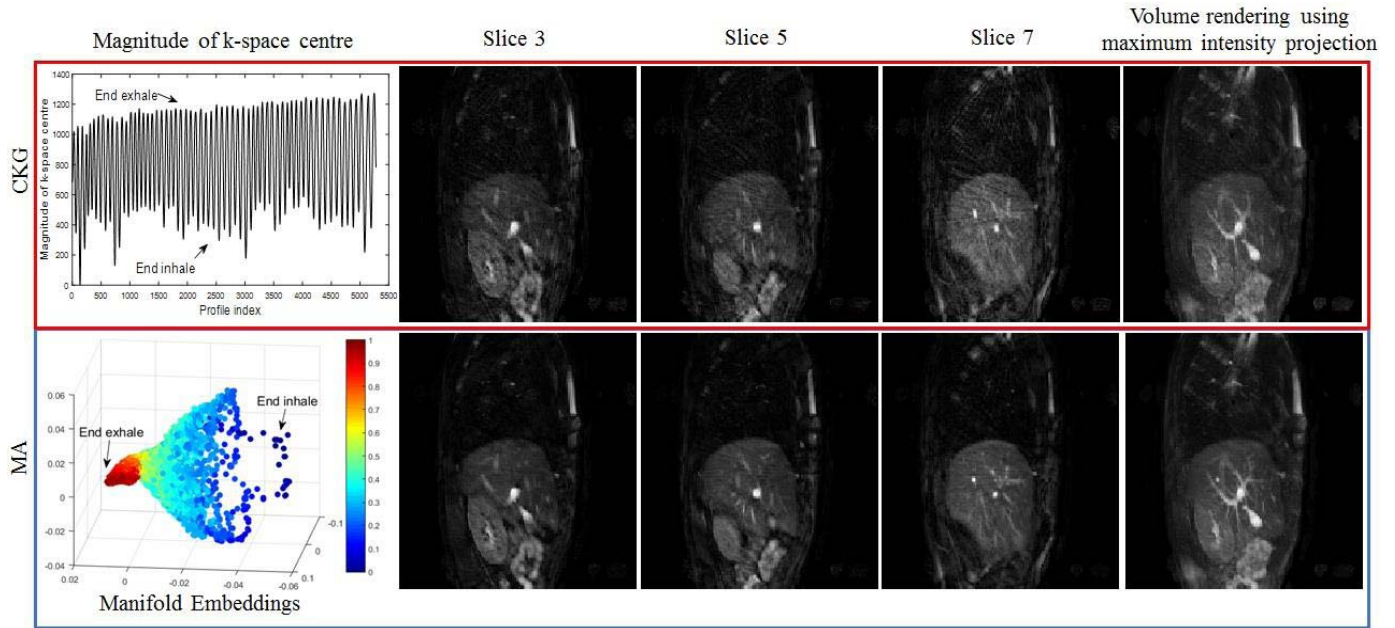 Magnitude of k-space centre
Slice 3
Slice 5
Slice 7
Volume rendering using
maximum intensity projection
CKG
Magnitude of k-space centre
1400
1200
1000
800
600
400
200
0
0 500 1000 1500 2000 2500 3000 3500 4000 4500 5000 5500
Profile index
End exhale
End inhale
MA
0.06
0.04
0.02
0
-0.02
-0.04
0.02 0 -0.02 -0.04 -0.06
-0.1
0
0.1
End exhale
End inhale
1
0.9
0.8
0.7
0.6
0.5
0.4
0.3
0.2
0.1
0
Manifold Embeddings